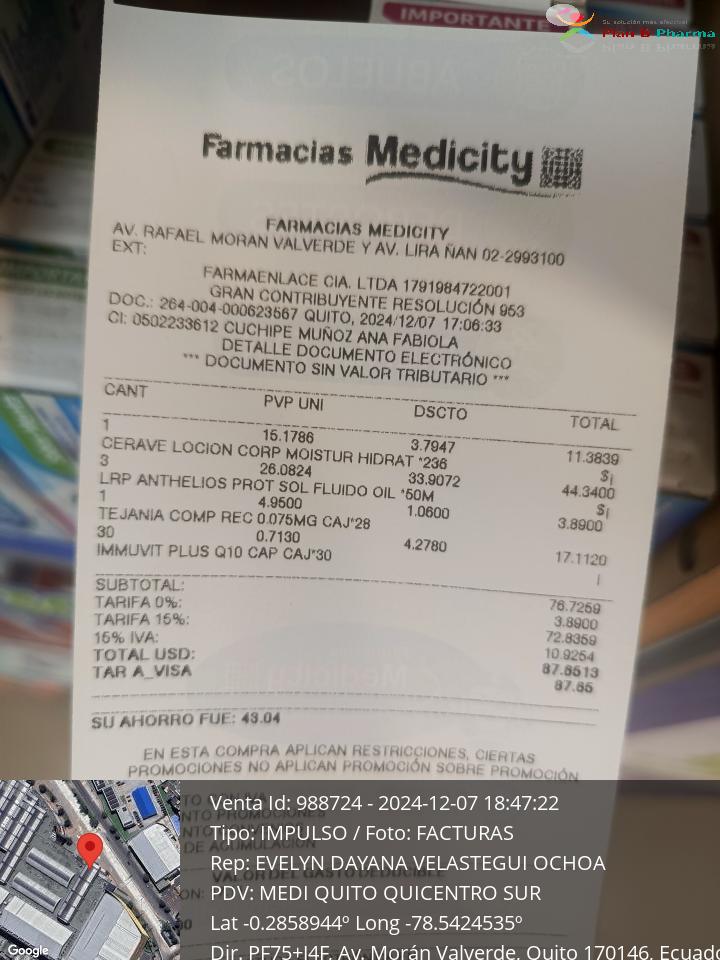 IMPORTANTE
Su solución más efectiva!
Plan B Pharma
Farmacias Medicity
FARMACIAS MEDICITY
AV. RAFAEL MORAN VALVERDE Y AV. LIRA ÑAN 02-2993100
EXT:
FARMAENLACE CIA. LTDA 1791984722001
GRAN CONTRIBUYENTE RESOLUCIÓN 953
DOC.: 264-004-000623567 QUITO, 2024/12/07 17:06:33
CI: 0502233612 CUCHIPE MUÑOZ ANA FABIOLA
DETALLE DOCUMENTO ELECTRÓNICO
*** DOCUMENTO SIN VALOR TRIBUTARIO ***
CANT PVP UNI DSCTO TOTAL
1 15.1786 3.7947 11.3839
CERAVE LOCION CORP MOISTUR HIDRAT *236 $¡
3 26.0824 33.9072 44.3400
LRP ANTHELIOS PROT SOL FLUIDO OIL *50M $¡
1 4.9500 1.0600 3.8900
TEJANIA COMP REC 0.075MG CAJ*28
30 0.7130 4.2780 17.1120
IMMUVIT PLUS Q10 CAP CAJ*30 |
SUBTOTAL: 76.7259
TARIFA 0%: 3.8900
TARIFA 15%: 72.8359
15% IVA: 10.9254
TOTAL USD: 87.6513
TAR A_VISA 87.65
SU AHORRO FUE: 43.04
EN ESTA COMPRA APLICAN RESTRICCIONES, CIERTAS
PROMOCIONES NO APLICAN PROMOCIÓN SOBRE PROMOCIÓN
VALOR DEL GASTO DEDUCIBLE
Venta Id: 988724 - 2024-12-07 18:47:22
Tipo: IMPULSO / Foto: FACTURAS
Rep: EVELYN DAYANA VELASTEGUI OCHOA
PDV: MEDI QUITO QUICENTRO SUR
Lat -0.2858944º Long -78.5424535º
Dir. PF75+J4F, Av. Morán Valverde, Quito 170146, Ecuado
Google